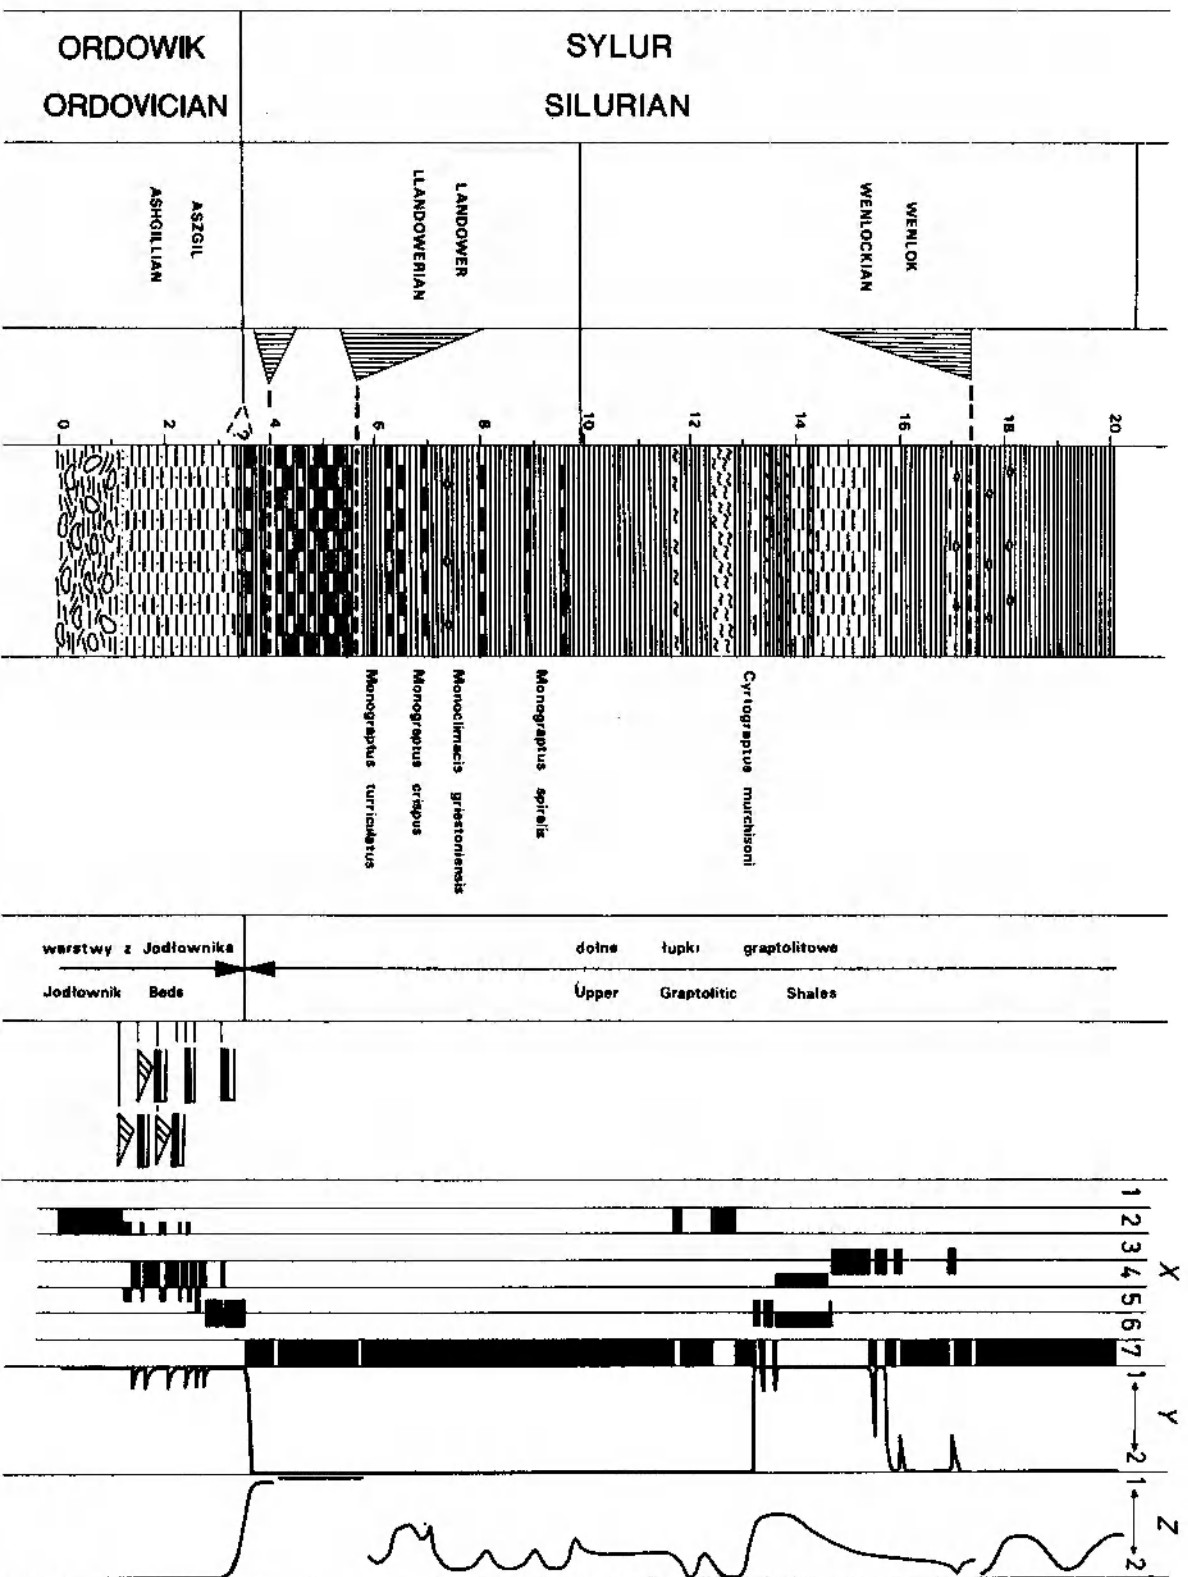 ORDOWIK
ORDOVICIAN
SYLUR
SILURIAN
ASZGIL
ASHGILLIAN
LANDOWER
LLANDOWERIAN
WENLOK
WENLOCKIAN
0
2
?
4
6
8
10
12
14
16
18
20
Monograptus turriculatus
Monograptus crispus
Monoclimacis griestoniensis
Monograptus spiralis
Cyrtograptus murchisoni
warstwy z Jodłownika
dolne łupki graptolitowe
Jodłownik Beds
Upper Graptolitic Shales
1
2
3
4
5
6
7
X
1
2
Y
1
2
Z